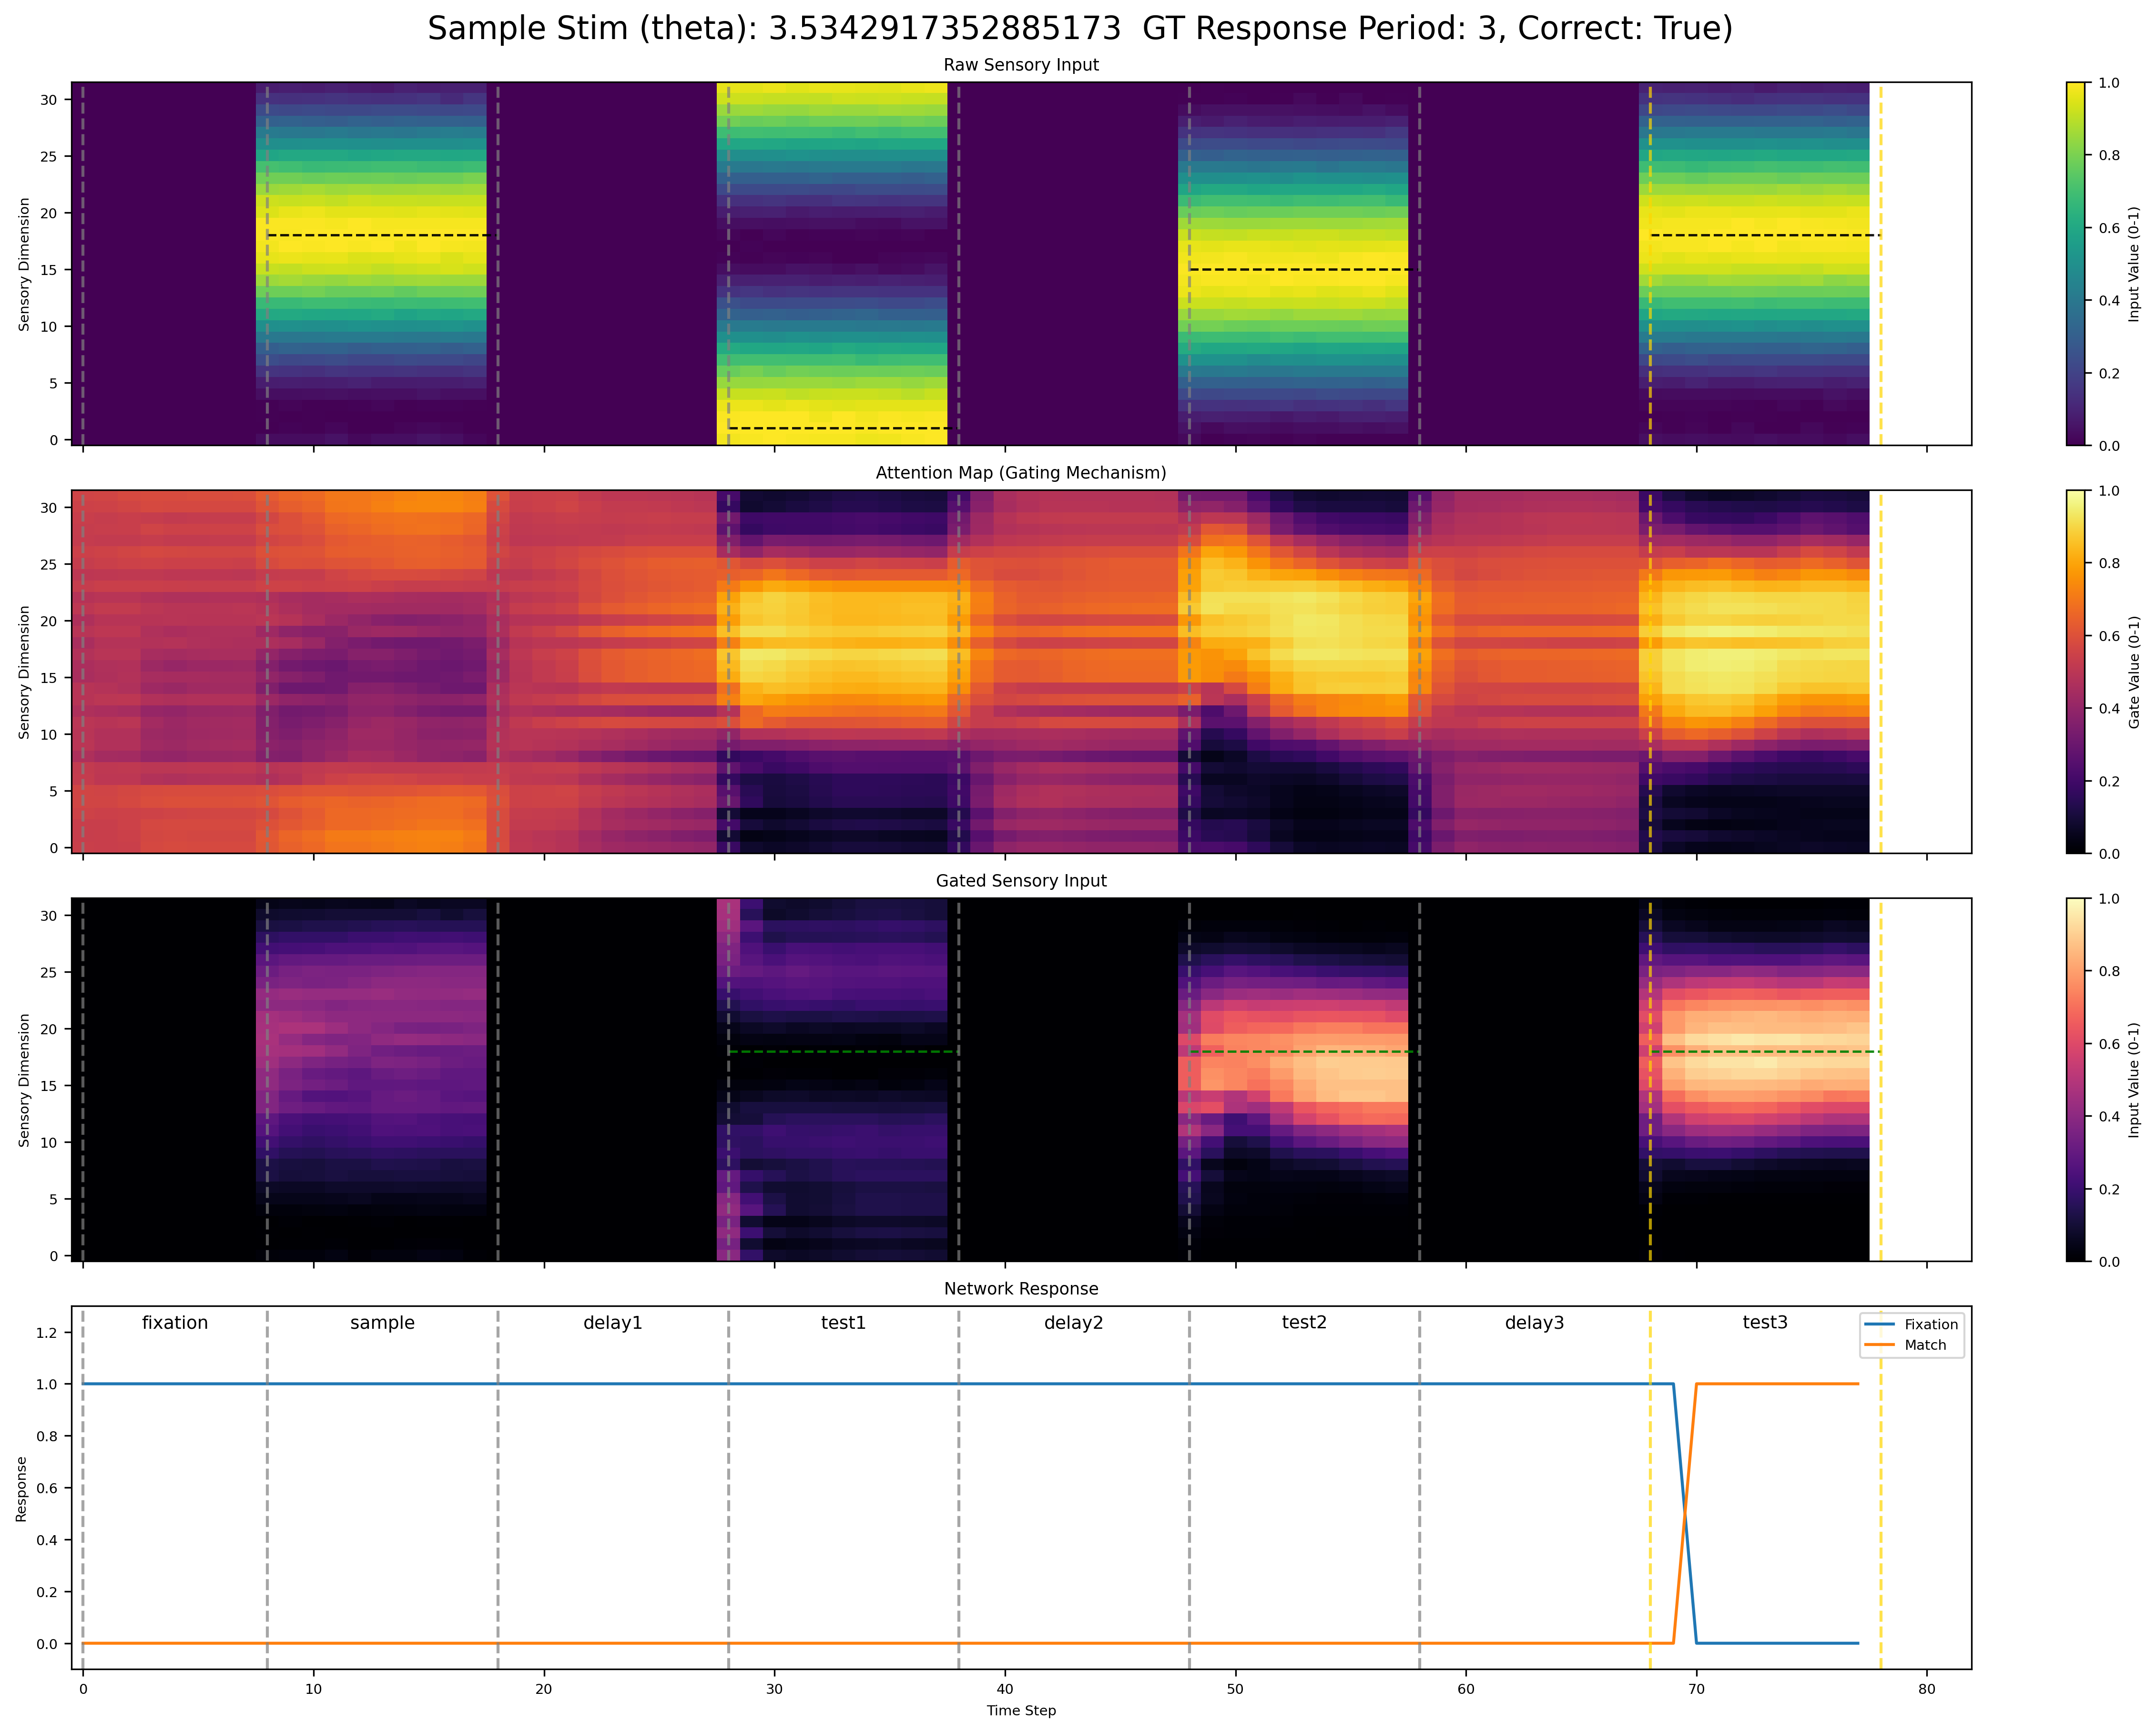 Sample Stim (theta): 3.5342917352885173  GT Response Period: 3, Correct: True)
Raw Sensory Input
Sensory Dimension
30
25
20
15
10
5
0
1.0
0.8
0.6
0.4
0.2
0.0
Input Value (0-1)
Attention Map (Gating Mechanism)
Sensory Dimension
30
25
20
15
10
5
0
1.0
0.8
0.6
0.4
0.2
0.0
Gate Value (0-1)
Gated Sensory Input
Sensory Dimension
30
25
20
15
10
5
0
1.0
0.8
0.6
0.4
0.2
0.0
Input Value (0-1)
Network Response
fixation sample delay1 test1 delay2 test2 delay3 test3
Fixation
Match
Response
1.2
1.0
0.8
0.6
0.4
0.2
0.0
0 10 20 30 40 50 60 70 80
Time Step